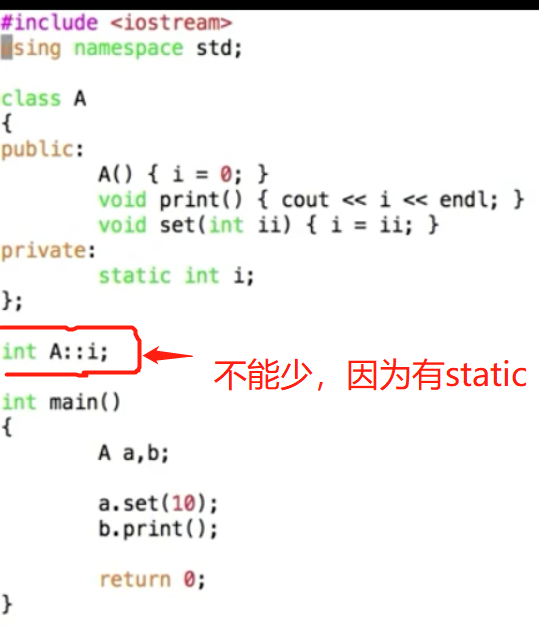 #include <iostream>
using namespace std;
class A
{
public:
A() { i = 0; }
void print() { cout << i << endl; }
void set(int ii) { i = ii; }
private:
static int i;
};
int A::i;
不能少，因为有static
int main()
{
A a,b;
a.set(10);
b.print();
return 0;
}